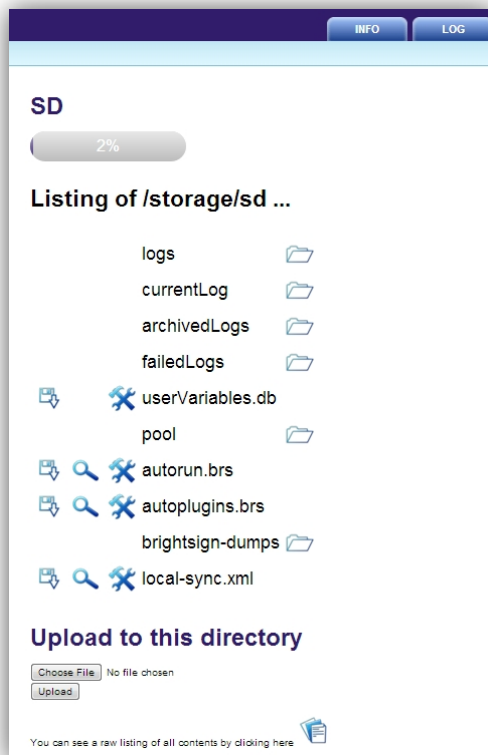 INFO LOG
SD
2%
Listing of /storage/sd ...
logs
currentLog
archivedLogs
failedLogs
userVariables.db
pool
autorun.brs
autoplugins.brs
brightsign-dumps
local-sync.xml
Upload to this directory
Choose File No file chosen
Upload
You can see a raw listing of all contents by clicking here